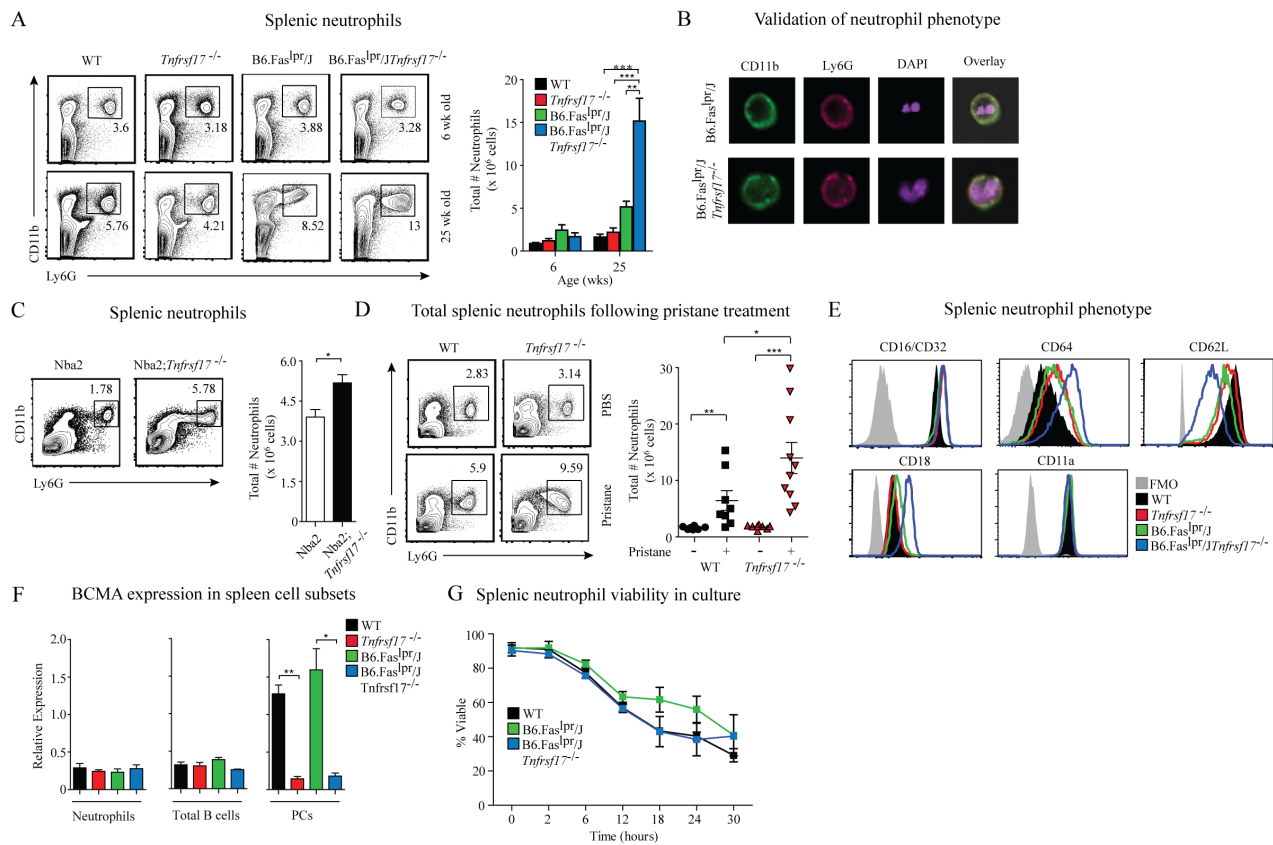 A Splenic neutrophils
WT
Tnfrsf17 -/-
B6.Faslpr/J
B6.Faslpr/JTnfrsf17-/-
3.6
3.18
3.88
3.28
6 wk old
5.76
4.21
8.52
13
25 wk old
CD11b
Ly6G
20
15
10
5
0
Total # Neutrophils
(x 10⁶ cells)
***
***
**
WT
Tnfrsf17 -/-
B6.Faslpr/J
B6.Faslpr/J
Tnfrsf17-/-
6
25
Age (wks)
B Validation of neutrophil phenotype
CD11b
Ly6G
DAPI
Overlay
B6.Faslpr/J
B6.Faslpr/J
Tnfrsf17-/-
C Splenic neutrophils
Nba2
Nba2;Tnfrsf17 -/-
1.78
5.78
CD11b
Ly6G
6.0
4.5
3.0
1.5
0
Total # Neutrophils
(x 10⁶ cells)
*
Nba2
Nba2;
Tnfrsf17-/-
D Total splenic neutrophils following pristane treatment
WT
Tnfrsf17 -/-
2.83
3.14
PBS
5.9
9.59
Pristane
CD11b
Ly6G
30
20
10
0
Total # Neutrophils
(x 10⁶ cells)
*
***
**
Pristane - + - +
WT
Tnfrsf17 -/-
E Splenic neutrophil phenotype
CD16/CD32
CD64
CD62L
CD18
CD11a
FMO
WT
Tnfrsf17 -/-
B6.Faslpr/J
B6.Faslpr/JTnfrsf17-/-
F BCMA expression in spleen cell subsets
2.0
1.5
1.0
0.5
0
Relative Expression
**
*
WT
Tnfrsf17 -/-
B6.Faslpr/J
B6.Faslpr/J
Tnfrsf17-/-
Neutrophils
Total B cells
PCs
G Splenic neutrophil viability in culture
100
80
60
40
20
0
% Viable
WT
B6.Faslpr/J
B6.Faslpr/J
Tnfrsf17-/-
0 2 6 12 18 24 30
Time (hours)